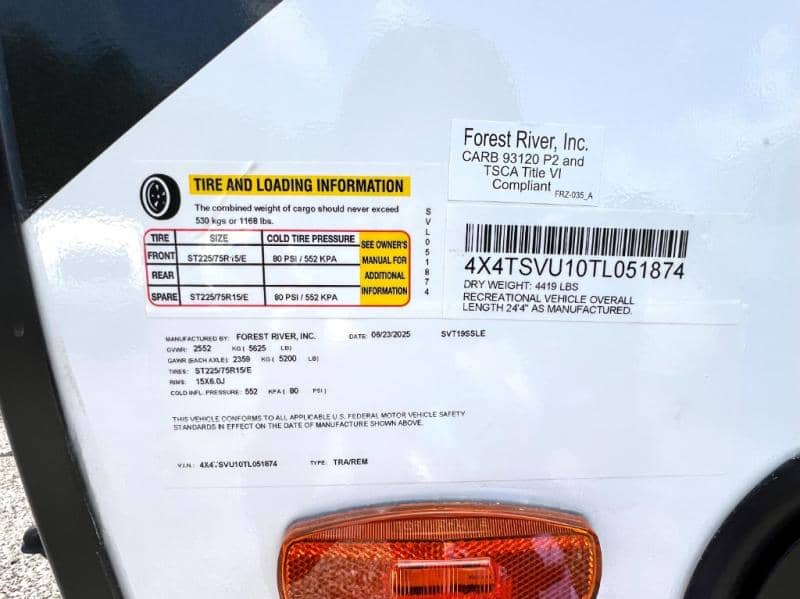 Forest River, Inc.
CARB 93120 P2 and
TSCA Title VI
Compliant
FRZ-035_A
TIRE AND LOADING INFORMATION
The combined weight of cargo should never exceed
530 kgs or 1168 lbs.
TIRE SIZE COLD TIRE PRESSURE
FRONT ST225/75R15/E 80 PSI / 552 KPA
REAR
SPARE ST225/75R15/E 80 PSI / 552 KPA
SEE OWNER'S
MANUAL FOR
ADDITIONAL
INFORMATION
SVL051874
4X4TSVU10TL051874
DRY WEIGHT: 4419 LBS
RECREATIONAL VEHICLE OVERALL
LENGTH 24'4" AS MANUFACTURED.
MANUFACTURED BY: FOREST RIVER, INC. DATE: 06/23/2025 SVT195SLE
GVWR: 2552 KG ( 5625 LB)
GAWR (EACH AXLE): 2359 KG ( 5200 LB)
TIRES: ST225/75R15/E
RIMS: 15X6.0J
COLD INFL. PRESSURE: 552 KPA ( 80 PSI )
THIS VEHICLE CONFORMS TO ALL APPLICABLE U.S. FEDERAL MOTOR VEHICLE SAFETY
STANDARDS IN EFFECT ON THE DATE OF MANUFACTURE SHOWN ABOVE.
V.I.N.: 4X4TSVU10TL051874 TYPE: TRA/REM